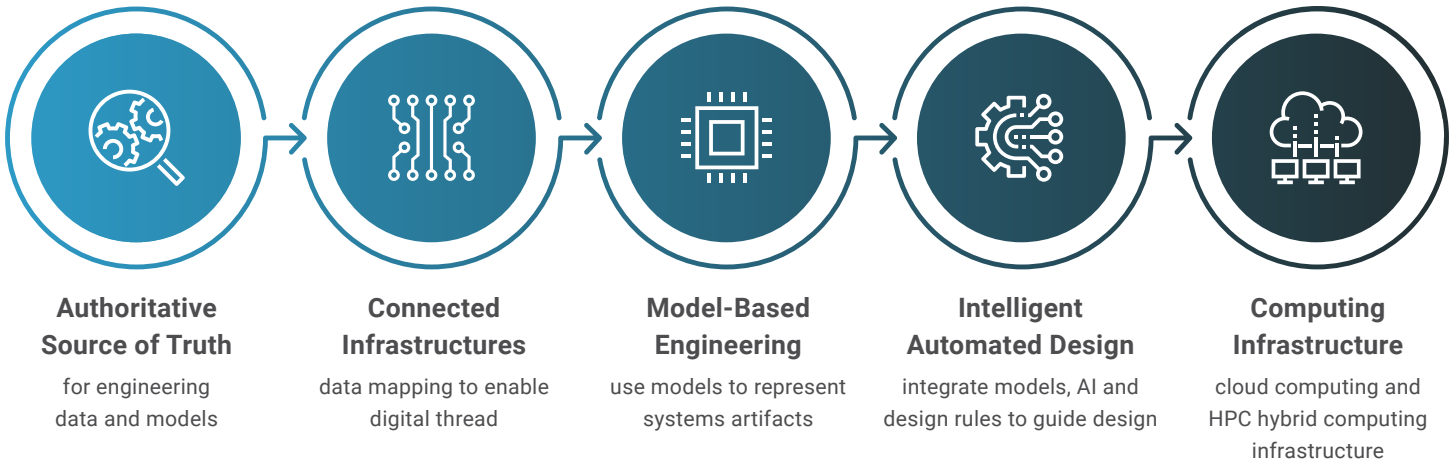 Authoritative
Source of Truth
for engineering
data and models
Connected
Infrastructures
data mapping to enable
digital thread
Model-Based
Engineering
use models to represent
systems artifacts
Intelligent
Automated Design
integrate models, AI and
design rules to guide design
Computing
Infrastructure
cloud computing and
HPC hybrid computing
infrastructure